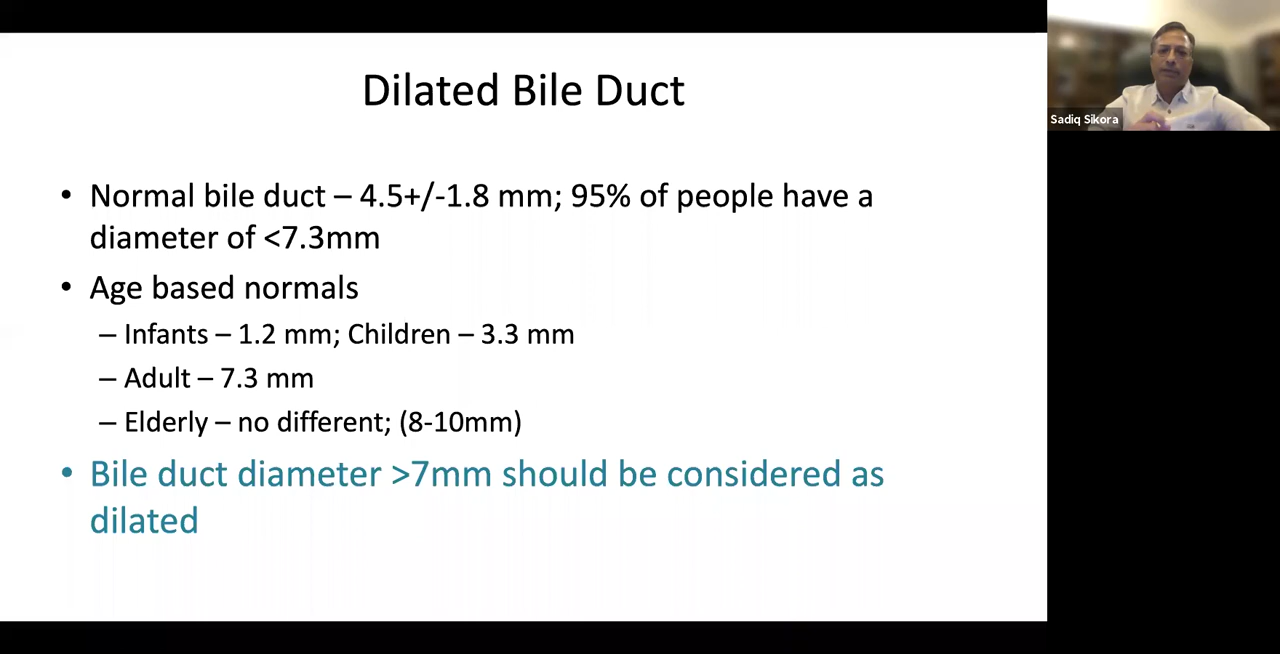 Dilated Bile Duct
• Normal bile duct – 4.5+/-1.8 mm; 95% of people have a
diameter of <7.3mm
• Age based normals
– Infants – 1.2 mm; Children – 3.3 mm
– Adult – 7.3 mm
– Elderly – no different; (8-10mm)
• Bile duct diameter >7mm should be considered as
dilated
Sadiq Sikora